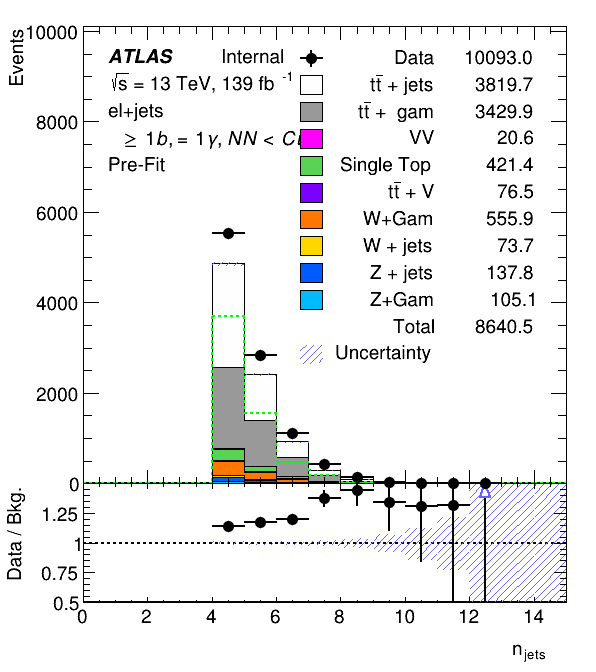 ATLAS Internal
√s = 13 TeV, 139 fb⁻¹
el+jets
≥ 1b, = 1γ, NN <
Pre-Fit
Data 10093.0
tt̄ + jets 3819.7
tt̄ + gam 3429.9
VV 20.6
Single Top 421.4
tt̄ + V 76.5
W+Gam 555.9
W + jets 73.7
Z + jets 137.8
Z+Gam 105.1
Total 8640.5
Uncertainty
Events
10000
8000
6000
4000
2000
0
Data / Bkg.
1.25
1
0.75
0.5
0 2 4 6 8 10 12 14
n_jets